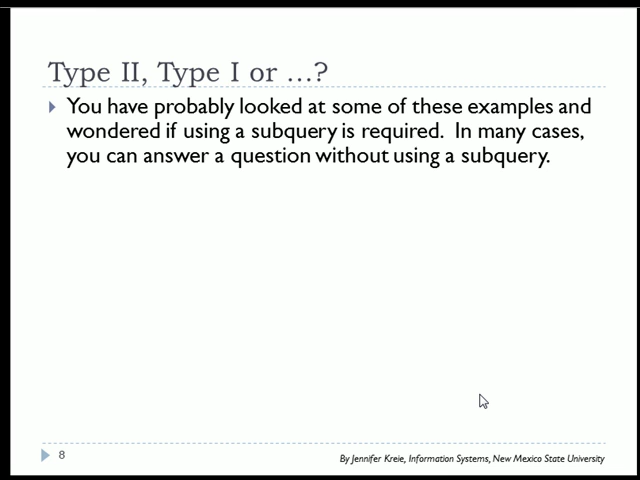 Type II, Type I or ...?
You have probably looked at some of these examples and
wondered if using a subquery is required.  In many cases,
you can answer a question without using a subquery.
8
By Jennifer Kreie, Information Systems, New Mexico State University